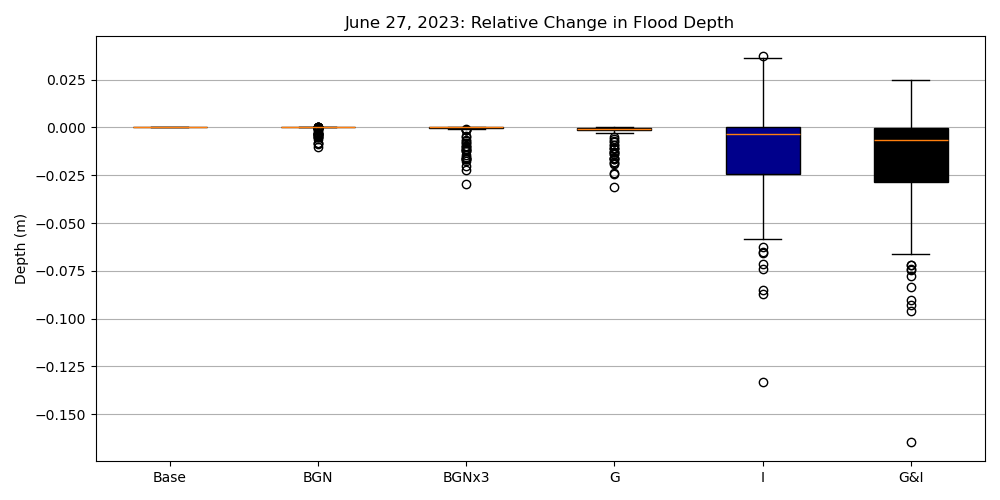 June 27, 2023: Relative Change in Flood Depth
Depth (m)
0.025
0.000
−0.025
−0.050
−0.075
−0.100
−0.125
−0.150
Base BGN BGNx3 G I G&I